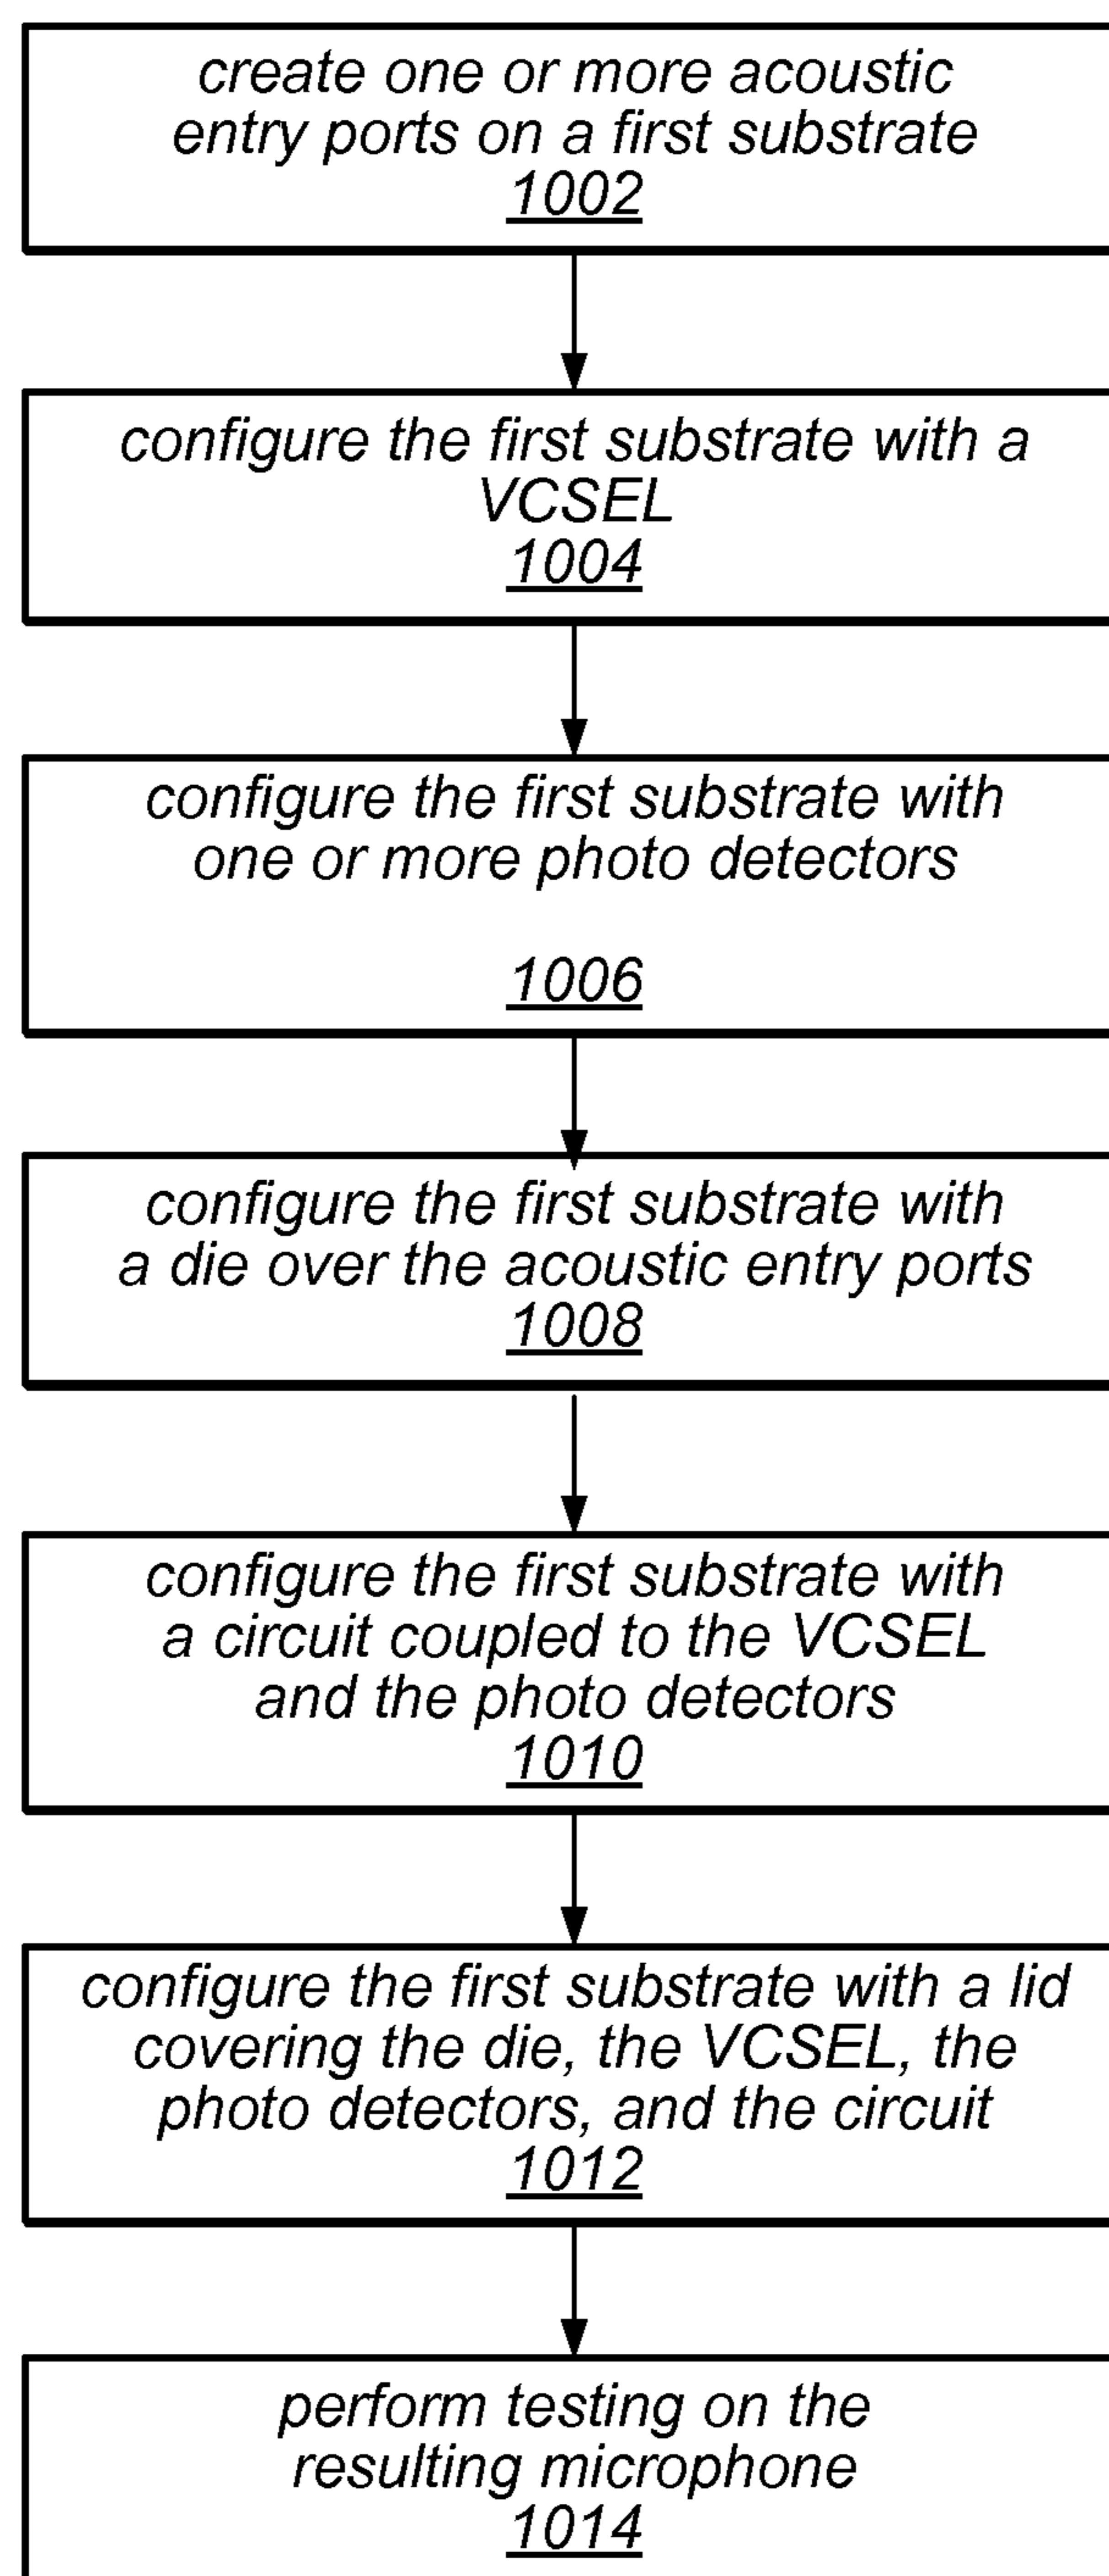 create one or more acoustic
entry ports on a first substrate
1002
configure the first substrate with a
VCSEL
1004
configure the first substrate with
one or more photo detectors
1006
configure the first substrate with
a die over the acoustic entry ports
1008
configure the first substrate with
a circuit coupled to the VCSEL
and the photo detectors
1010
configure the first substrate with a lid
covering the die, the VCSEL, the
photo detectors, and the circuit
1012
perform testing on the
resulting microphone
1014